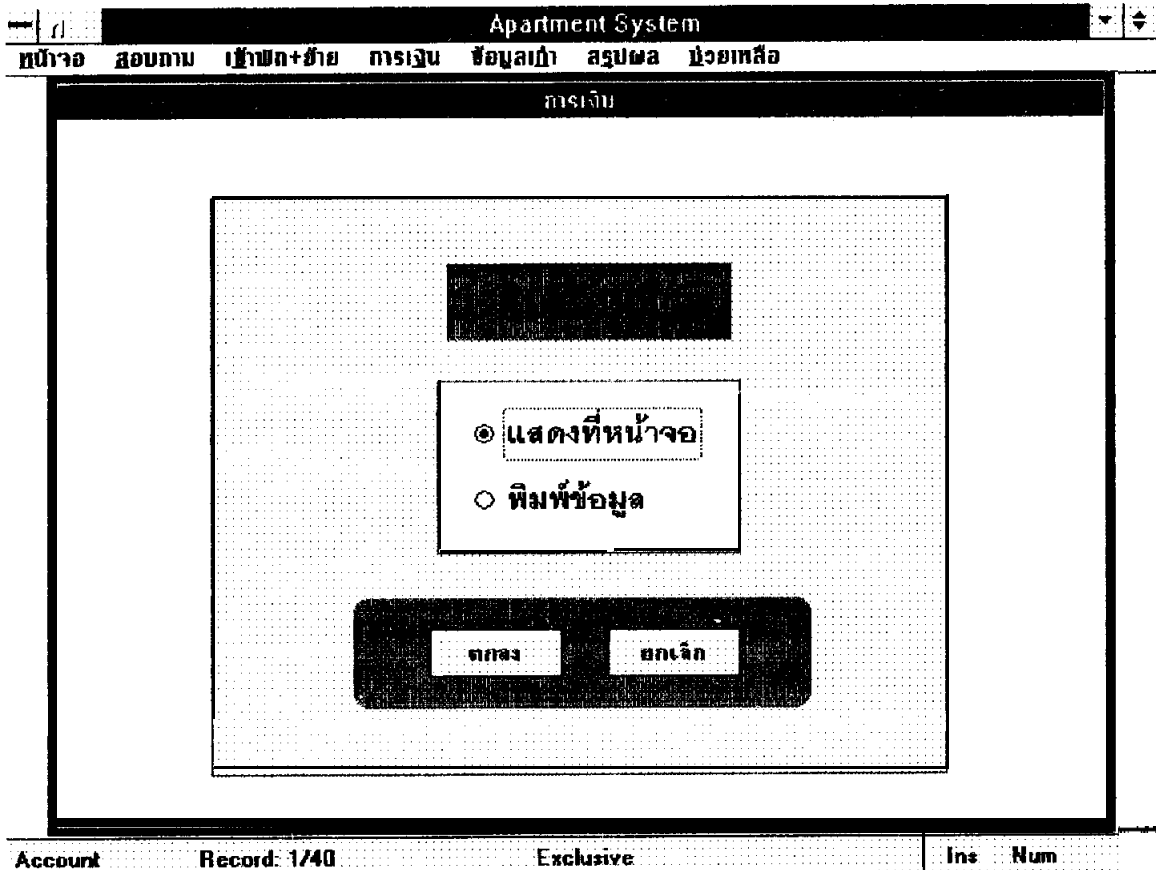 Apartment System
หน้าจอ สอบถาม เข้าพัก+ย้าย การเงิน ข้อมูลเก่า สรุปผล ช่วยเหลือ
การเงิน
แสดงที่หน้าจอ
พิมพ์ข้อมูล
ตกลง ยกเลิก
Account Record: 1/40 Exclusive Ins Num